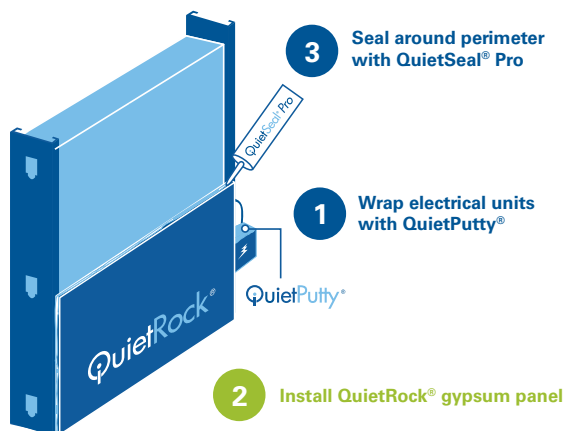 3
Seal around perimeter
with QuietSeal® Pro
QuietSeal® Pro
1
Wrap electrical units
with QuietPutty®
QuietPutty®
QuietRock®
2
Install QuietRock® gypsum panel